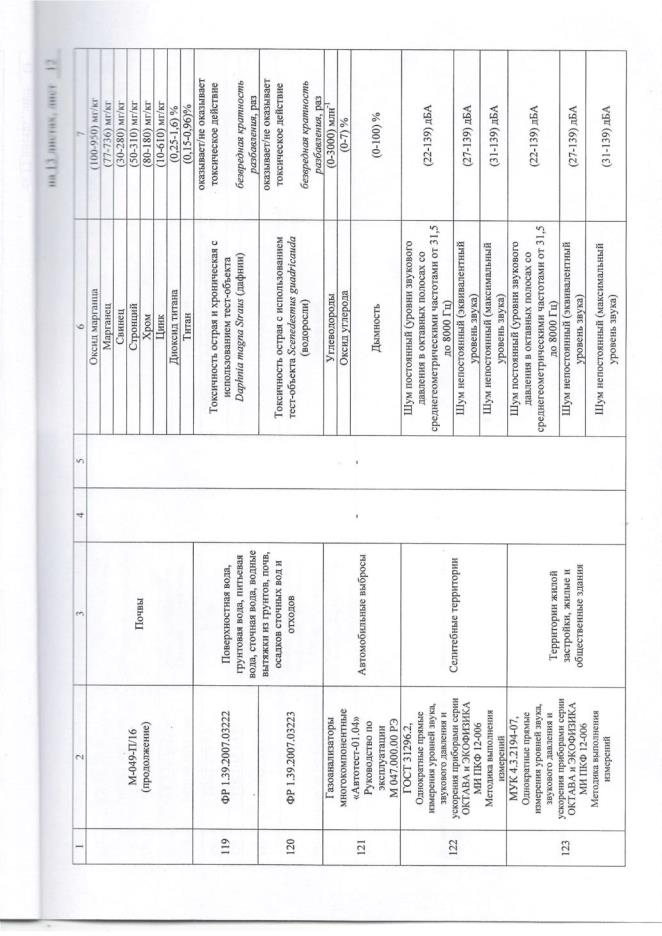 на 13 листах, лист 12
1 2 3 4 5 6 7
М-049-П/16
(продолжение)
Почвы
Оксид марганца (100-950) мг/кг
Марганец (77-736) мг/кг
Свинец (30-280) мг/кг
Стронций (50-310) мг/кг
Хром (80-180) мг/кг
Цинк (10-610) мг/кг
Диоксид титана (0,25-1,6) %
Титан (0,15-0,96)%
119
ФР 1.39.2007.03222
Поверхностная вода,
грунтовая вода, питьевая
вода, сточная вода, водные
вытяжки из грунтов, почв,
осадков сточных вод и
отходов
Токсичность острая и хроническая с
использованием тест-объекта
Daphnia magna Straus (дафнии)
оказывает/не оказывает
токсическое действие
безвредная кратность
разбавления, раз
120
ФР 1.39.2007.03223
Токсичность острая с использованием
тест-объекта Scenedesmus guadricauda
(водоросли)
оказывает/не оказывает
токсическое действие
безвредная кратность
разбавления, раз
121
Газоанализаторы
многокомпонентные
«Автотест-01.04»
Руководство по
эксплуатации
М 047.000.00 РЭ
Автомобильные выбросы
-
-
Углеводороды (0-3000) млн⁻¹
Оксид углерода (0-7) %
Дымность (0-100) %
122
ГОСТ 31296.2,
Однократные прямые
измерения уровней звука,
звукового давления и
ускорения приборами серии
ОКТАВА и ЭКОФИЗИКА
МИ ПКФ 12-006
Методика выполнения
измерений
Селитебные территории
Шум постоянный (уровни звукового
давления в октавных полосах со
среднегеометрическими частотами от 31,5
до 8000 Гц)
(22-139) дБА
Шум непостоянный (эквивалентный
уровень звука)
(27-139) дБА
Шум непостоянный (максимальный
уровень звука)
(31-139) дБА
123
МУК 4.3.2194-07,
Однократные прямые
измерения уровней звука,
звукового давления и
ускорения приборами серии
ОКТАВА и ЭКОФИЗИКА
МИ ПКФ 12-006
Методика выполнения
измерений
Территории жилой
застройки, жилые и
общественные здания
Шум постоянный (уровни звукового
давления в октавных полосах со
среднегеометрическими частотами от 31,5
до 8000 Гц)
(22-139) дБА
Шум непостоянный (эквивалентный
уровень звука)
(27-139) дБА
Шум непостоянный (максимальный
уровень звука)
(31-139) дБА